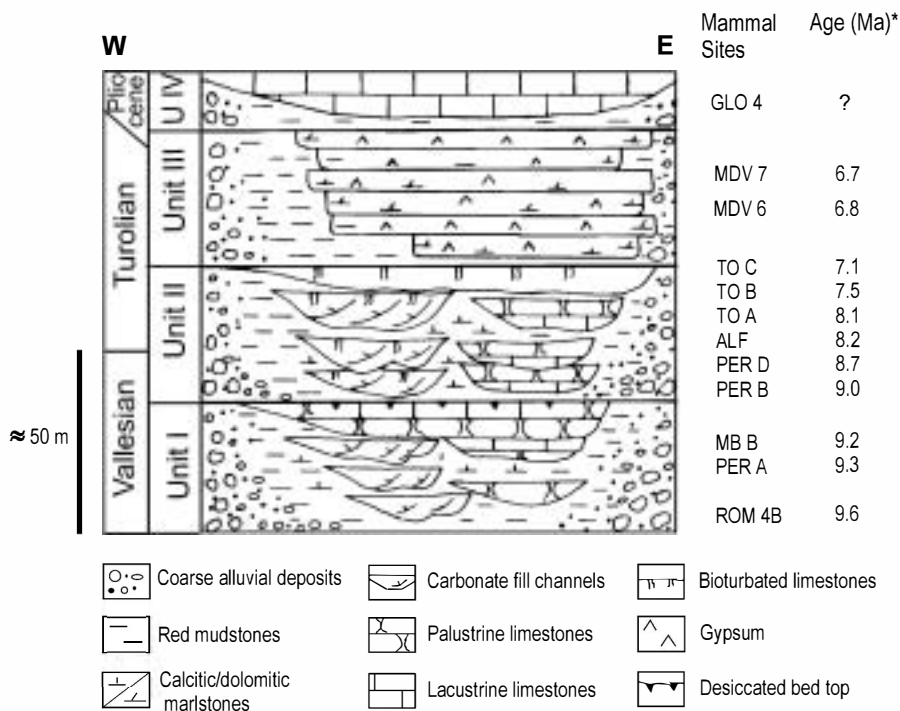 Mammal Sites
Age (Ma)*
W
E
Pliocene
Turolian
Vallesian
U IV
Unit III
Unit II
Unit I
≈ 50 m
GLO 4 ?
MDV 7 6.7
MDV 6 6.8
TO C 7.1
TO B 7.5
TO A 8.1
ALF 8.2
PER D 8.7
PER B 9.0
MB B 9.2
PER A 9.3
ROM 4B 9.6
Coarse alluvial deposits
Carbonate fill channels
Bioturbated limestones
Red mudstones
Palustrine limestones
Gypsum
Calcitic/dolomitic
marlstones
Lacustrine limestones
Desiccated bed top